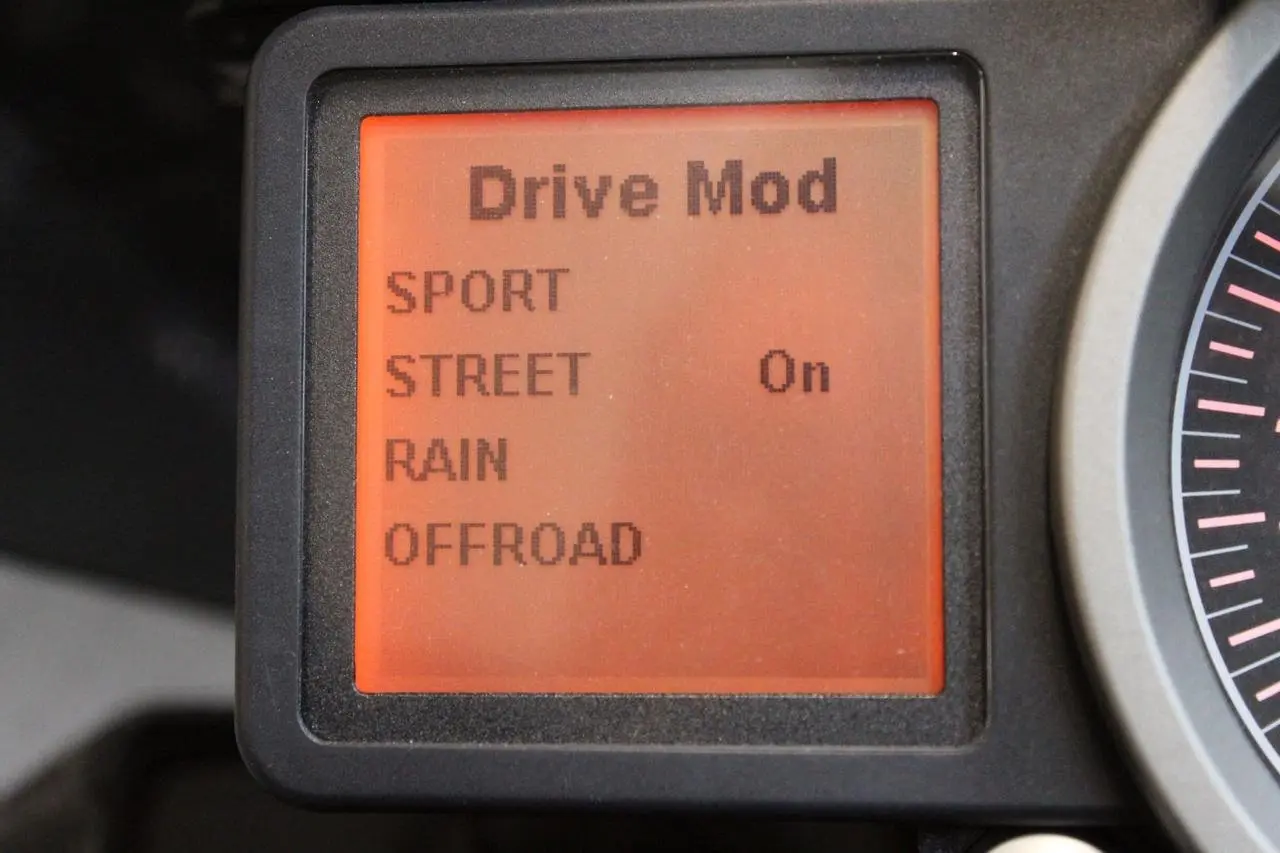 Drive Mod
SPORT
STREET On
RAIN
OFFROAD